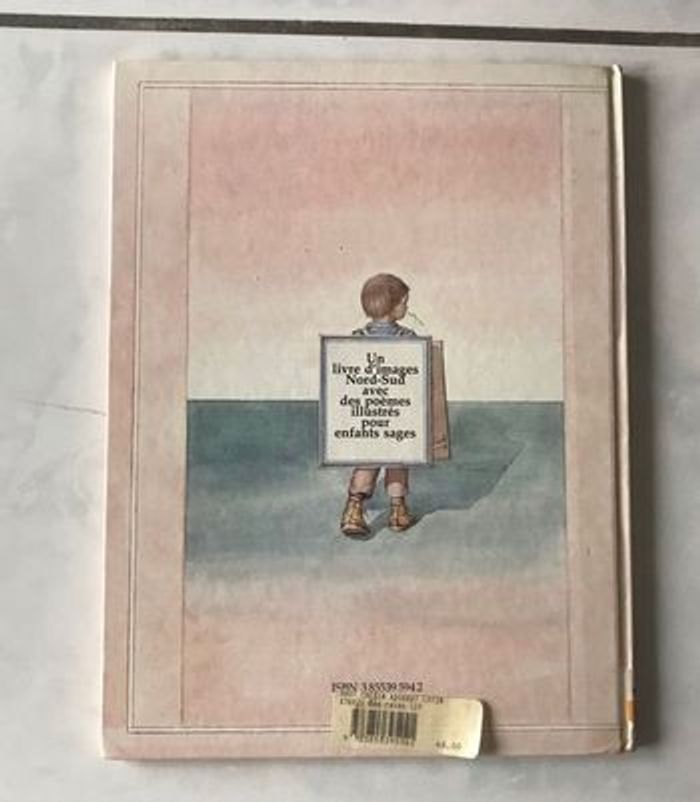 Un
livre d'images
Nord-Sud
avec
des poèmes
illustrés
pour
enfants sages
ISBN 3 85539 594 2